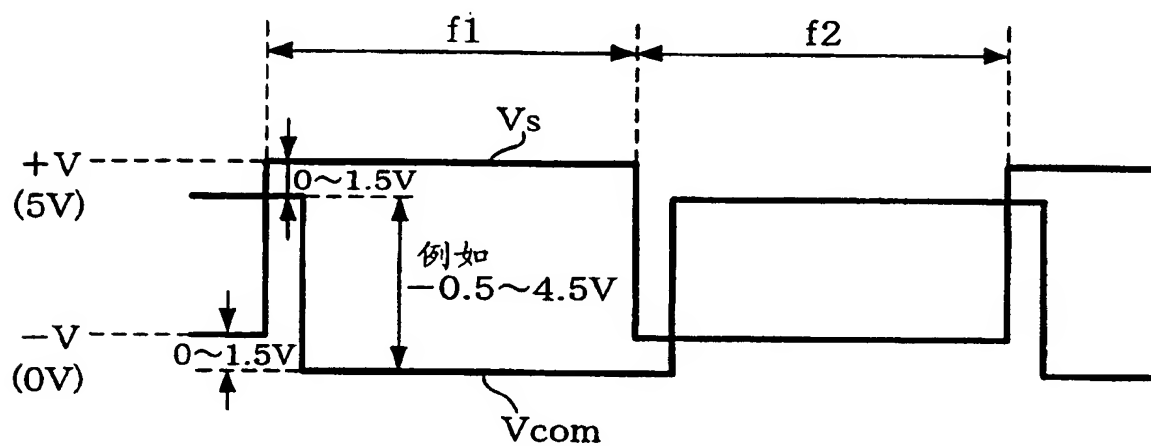 f1
f2
Vs
+V
(5V)
0~1.5V
例如
-0.5~4.5V
-V
(0V)
0~1.5V
Vcom